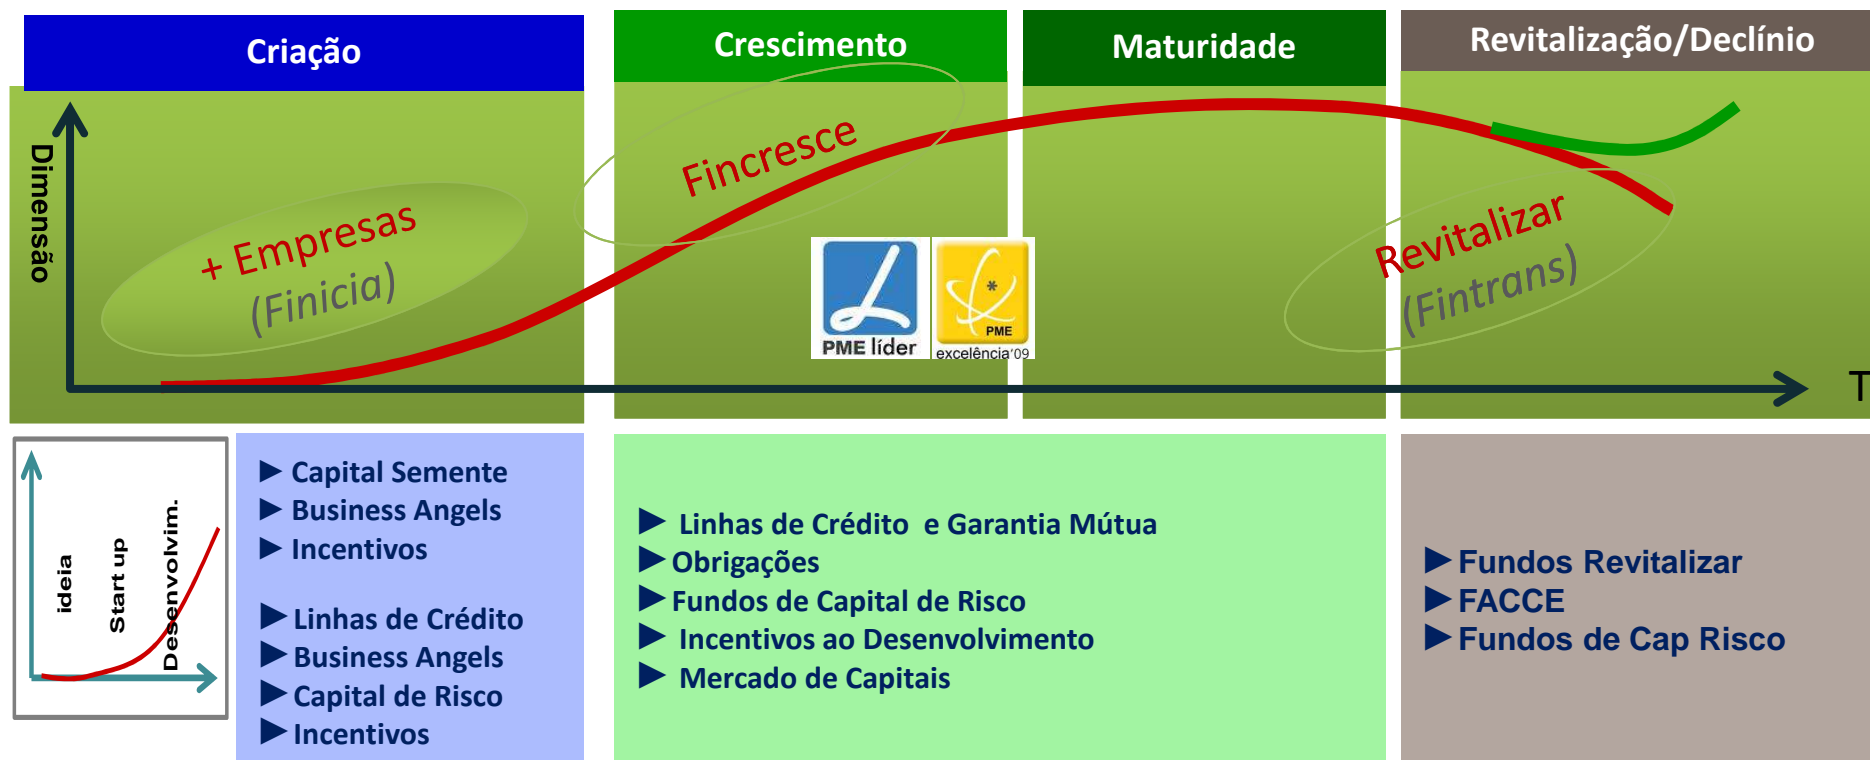 Criação
Crescimento
Maturidade
Revitalização/Declínio
Dimensão
+ Empresas
(Finicia)
Fincresce
PME líder
PME
excelência'09
Revitalizar
(Fintrans)
T
ideia
Start up
Desenvolvim.
► Capital Semente
► Business Angels
► Incentivos
► Linhas de Crédito
► Business Angels
► Capital de Risco
► Incentivos
► Linhas de Crédito e Garantia Mútua
► Obrigações
► Fundos de Capital de Risco
► Incentivos ao Desenvolvimento
► Mercado de Capitais
► Fundos Revitalizar
► FACCE
► Fundos de Cap Risco